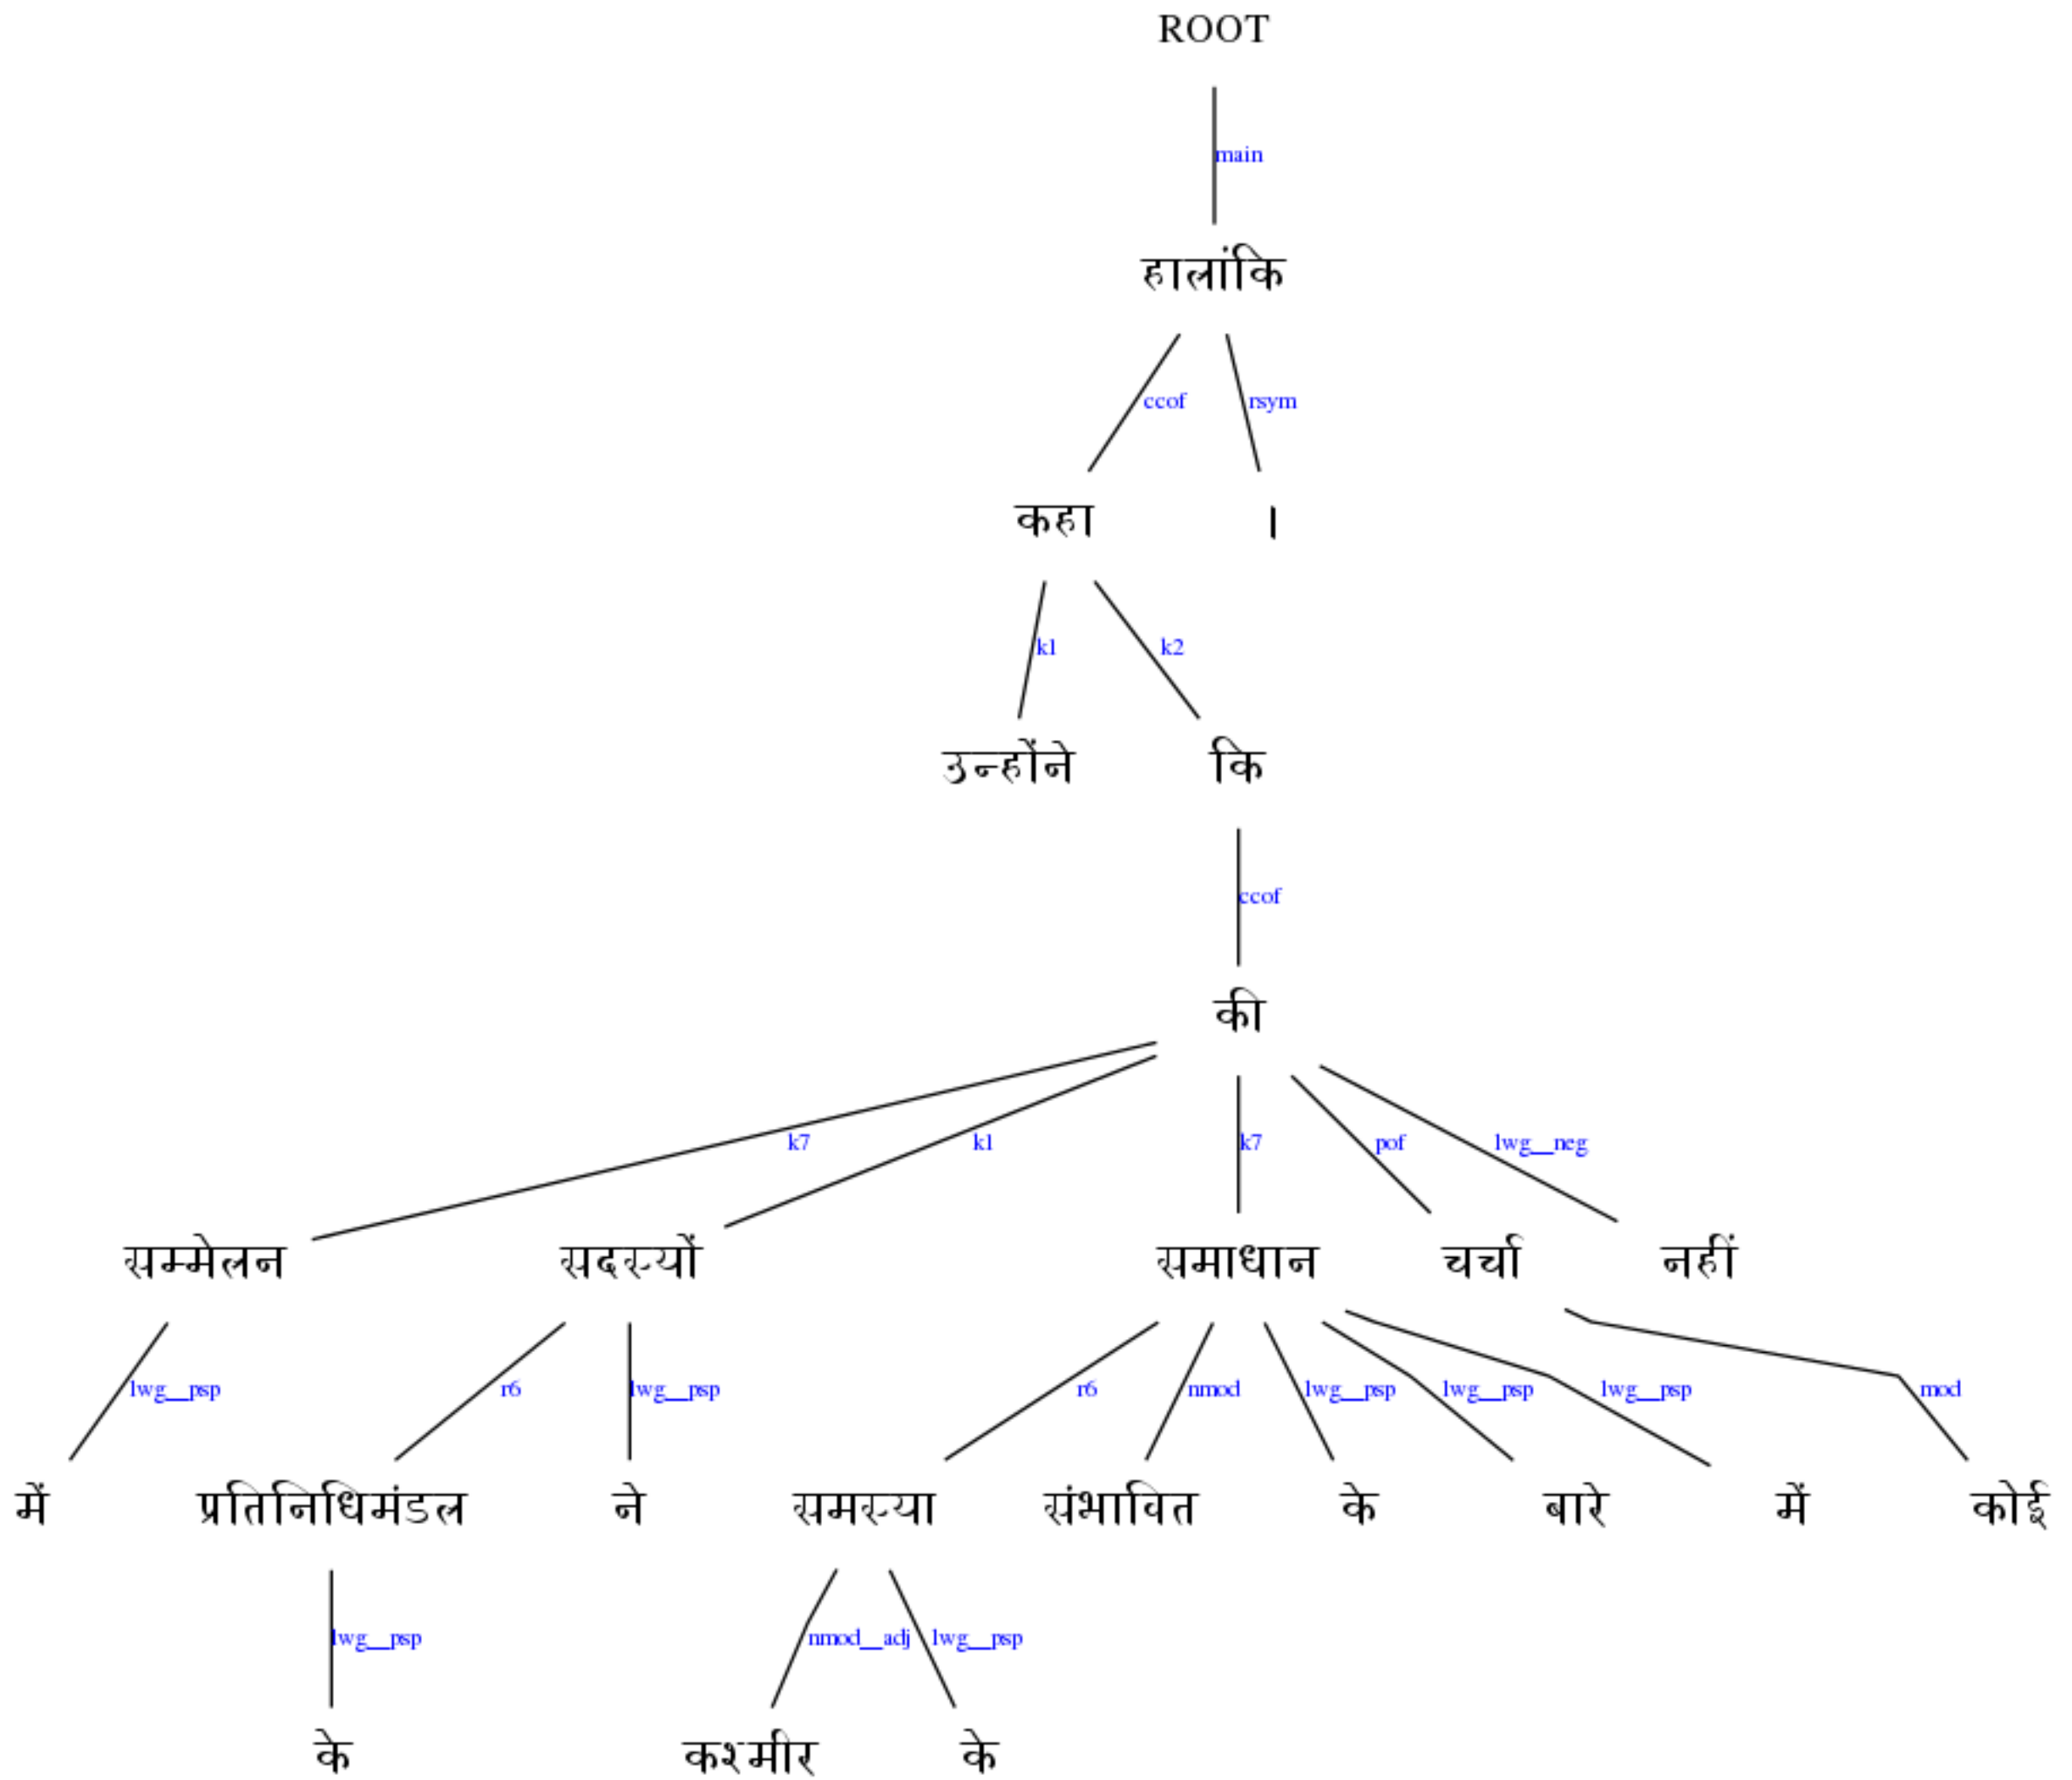 ROOT
main
हालांकि
ccof rsym
कहा ।
k1 k2
उन्होंने कि
ccof
की
k7 k1 k7 pof lwg__neg
सम्मेलन सदस्यों समाधान चर्चा नहीं
lwg__psp r6 lwg__psp r6 nmod lwg__psp lwg__psp lwg__psp mod
में प्रतिनिधिमंडल ने समस्या संभावित के बारे में कोई
lwg__psp nmod__adj lwg__psp
के कश्मीर के